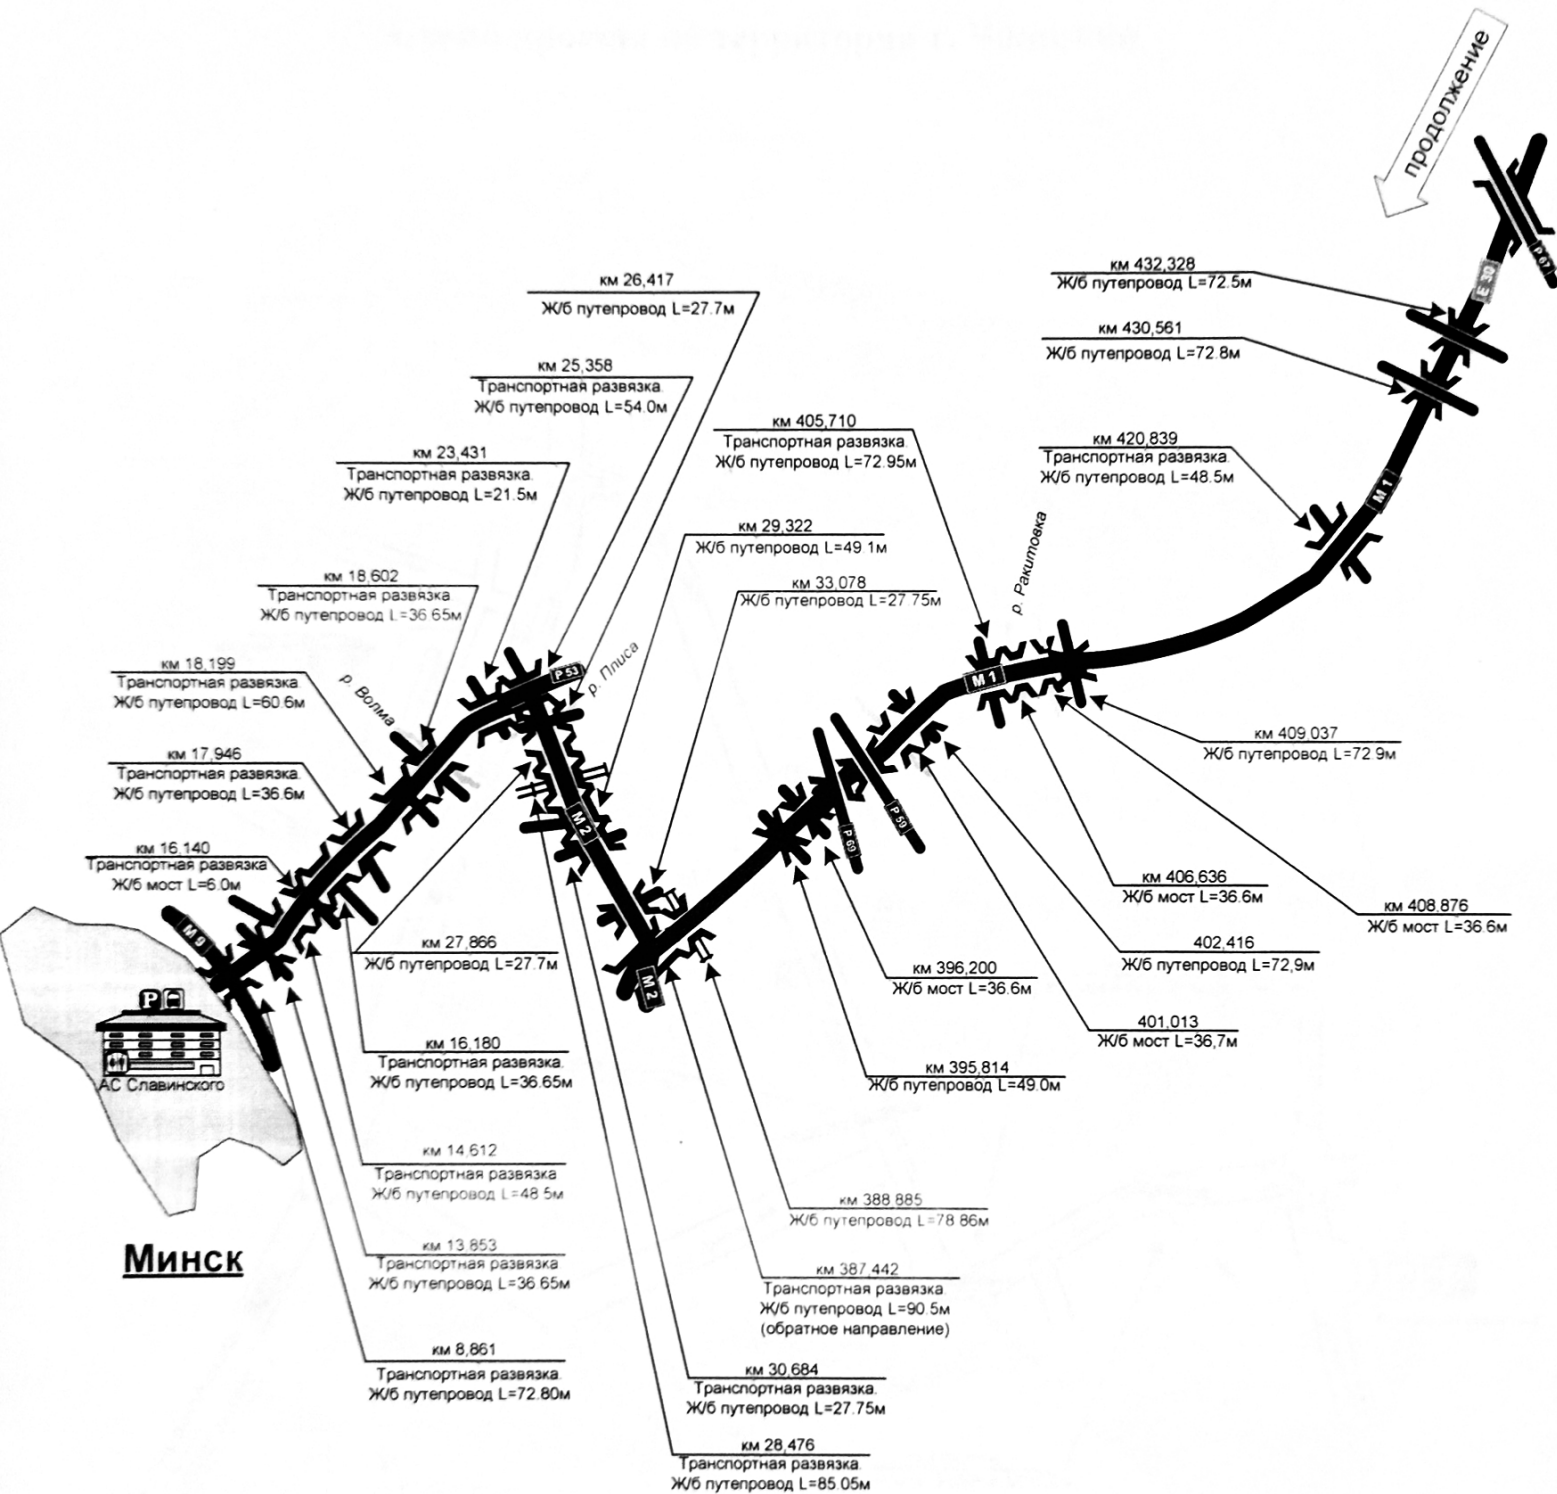 продолжение
P 67
E 30
км 432,328
Ж/б путепровод L=72.5м
км 430,561
Ж/б путепровод L=72.8м
км 420,839
Транспортная развязка.
Ж/б путепровод L=48.5м
M 1
км 26,417
Ж/б путепровод L=27.7м
км 25,358
Транспортная развязка.
Ж/б путепровод L=54.0м
км 23,431
Транспортная развязка.
Ж/б путепровод L=21.5м
км 405,710
Транспортная развязка.
Ж/б путепровод L=72.95м
р. Ракитовка
км 29,322
Ж/б путепровод L=49.1м
км 33,078
Ж/б путепровод L=27.75м
км 18,602
Транспортная развязка
Ж/б путепровод L=36.65м
км 18,199
Транспортная развязка.
Ж/б путепровод L=60.6м
р. Волма
P 53
р. Плиса
M 1
км 17,946
Транспортная развязка.
Ж/б путепровод L=36.6м
км 409,037
Ж/б путепровод L=72.9м
M 2
P 59
P 69
км 16,140
Транспортная развязка
Ж/б мост L=6.0м
км 406,636
Ж/б мост L=36.6м
км 408,876
Ж/б мост L=36.6м
M 9
км 27,866
Ж/б путепровод L=27.7м
M 2
км 396,200
Ж/б мост L=36.6м
402,416
Ж/б путепровод L=72,9м
P
АС Славинского
401,013
Ж/б мост L=36,7м
км 16,180
Транспортная развязка.
Ж/б путепровод L=36.65м
км 395,814
Ж/б путепровод L=49.0м
км 14,612
Транспортная развязка
Ж/б путепровод L=48.5м
км 388,885
Ж/б путепровод L=78.86м
Минск
км 13,853
Транспортная развязка.
Ж/б путепровод L=36.65м
км 387,442
Транспортная развязка.
Ж/б путепровод L=90.5м
(обратное направление)
км 8,861
Транспортная развязка.
Ж/б путепровод L=72.80м
км 30,684
Транспортная развязка.
Ж/б путепровод L=27.75м
км 28,476
Транспортная развязка.
Ж/б путепровод L=85.05м